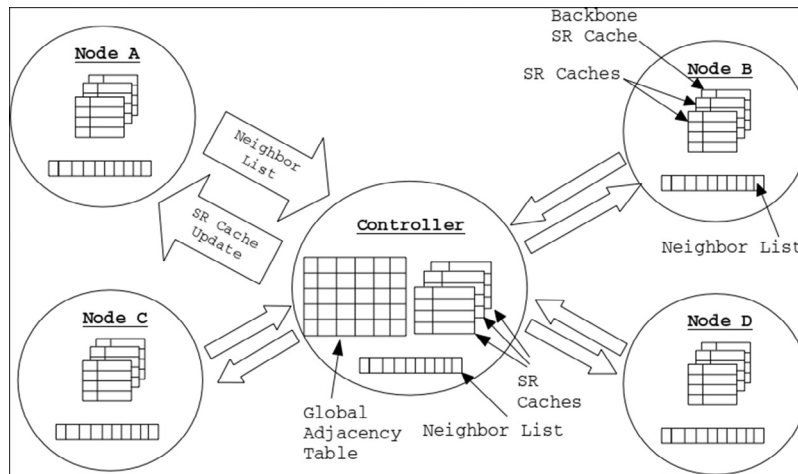 Backbone
SR Cache
Node A
SR Caches
Node B
Neighbor
List
SR Cache
Update
Controller
Neighbor List
Node C
Node D
SR
Caches
Global
Adjacency
Table
Neighbor List